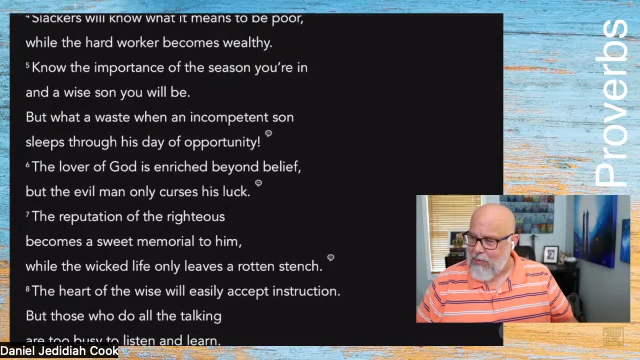 4 Slackers will know what it means to be poor,
while the hard worker becomes wealthy.
5 Know the importance of the season you're in
and a wise son you will be.
But what a waste when an incompetent son
sleeps through his day of opportunity!
6 The lover of God is enriched beyond belief,
but the evil man only curses his luck.
7 The reputation of the righteous
becomes a sweet memorial to him,
while the wicked life only leaves a rotten stench.
8 The heart of the wise will easily accept instruction.
But those who do all the talking
are too busy to listen and learn.
Proverbs
Daniel Jedidiah Cook